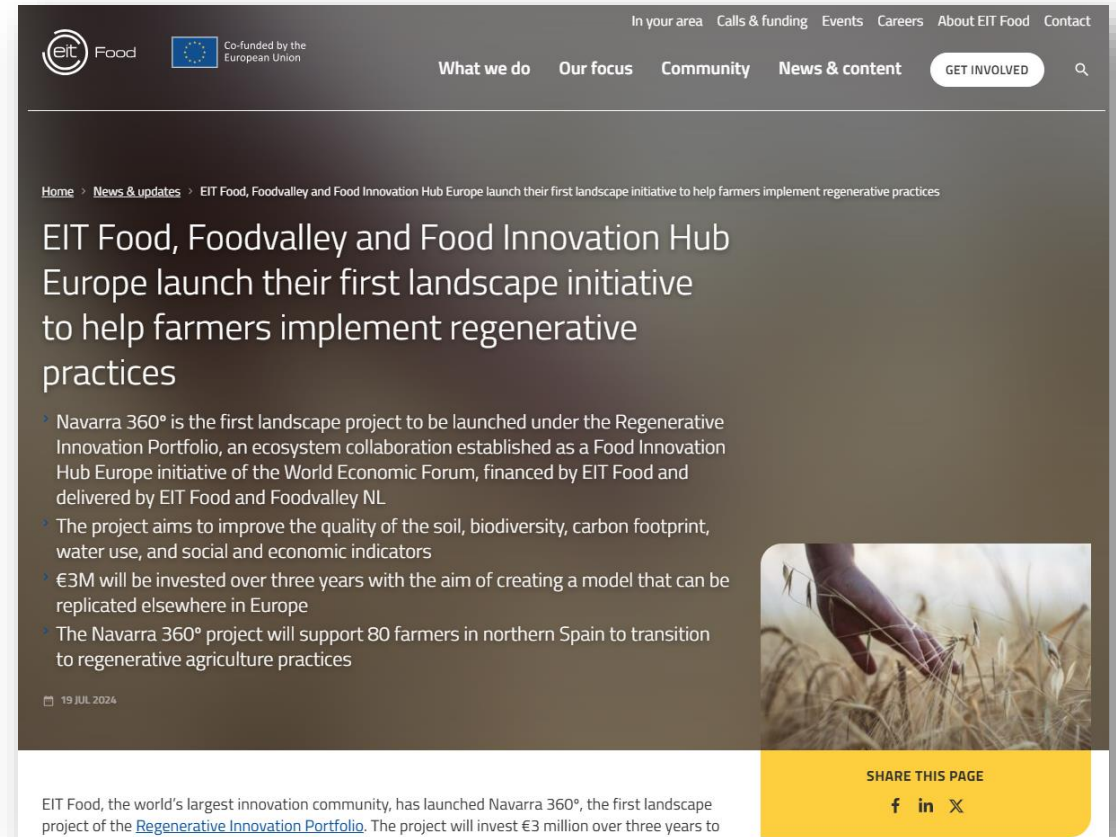 In your area Calls & funding Events Careers About EIT Food Contact
eit Food
Co-funded by the
European Union
What we do Our focus Community News & content GET INVOLVED
Home > News & updates > EIT Food, Foodvalley and Food Innovation Hub Europe launch their first landscape initiative to help farmers implement regenerative practices
EIT Food, Foodvalley and Food Innovation Hub
Europe launch their first landscape initiative
to help farmers implement regenerative
practices
Navarra 360º is the first landscape project to be launched under the Regenerative
Innovation Portfolio, an ecosystem collaboration established as a Food Innovation
Hub Europe initiative of the World Economic Forum, financed by EIT Food and
delivered by EIT Food and Foodvalley NL
The project aims to improve the quality of the soil, biodiversity, carbon footprint,
water use, and social and economic indicators
€3M will be invested over three years with the aim of creating a model that can be
replicated elsewhere in Europe
The Navarra 360º project will support 80 farmers in northern Spain to transition
to regenerative agriculture practices
19 JUL 2024
SHARE THIS PAGE
EIT Food, the world's largest innovation community, has launched Navarra 360º, the first landscape
project of the Regenerative Innovation Portfolio. The project will invest €3 million over three years to